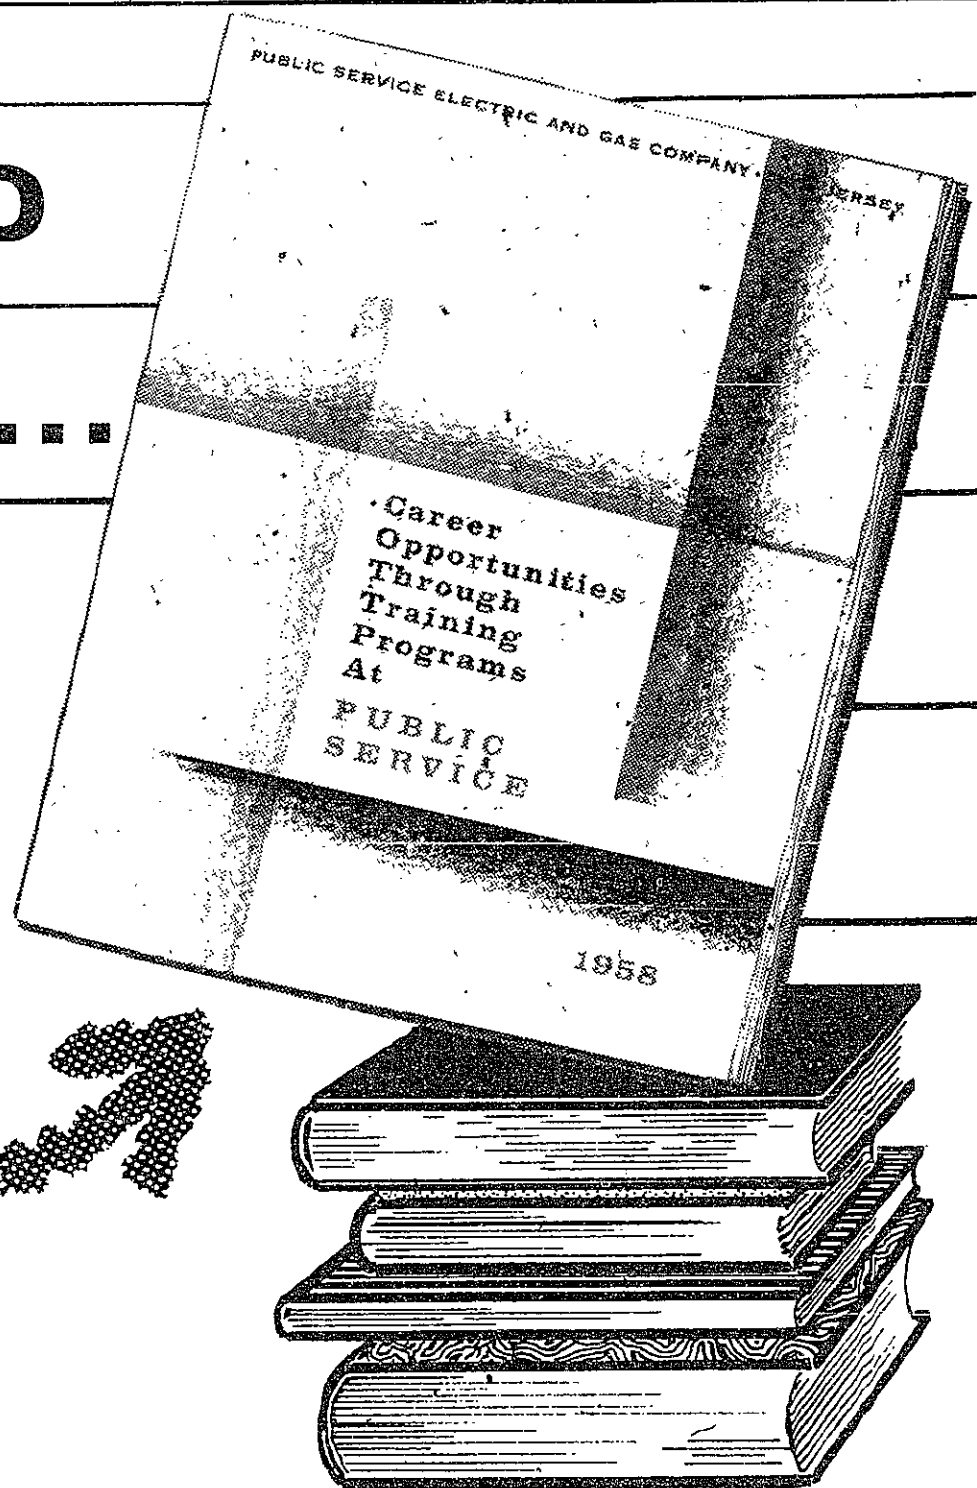 PUBLIC SERVICE ELECTRIC AND GAS COMPANY· JERSEY
Career
Opportunities
Through
Training
Programs
At
PUBLIC
SERVICE
1958